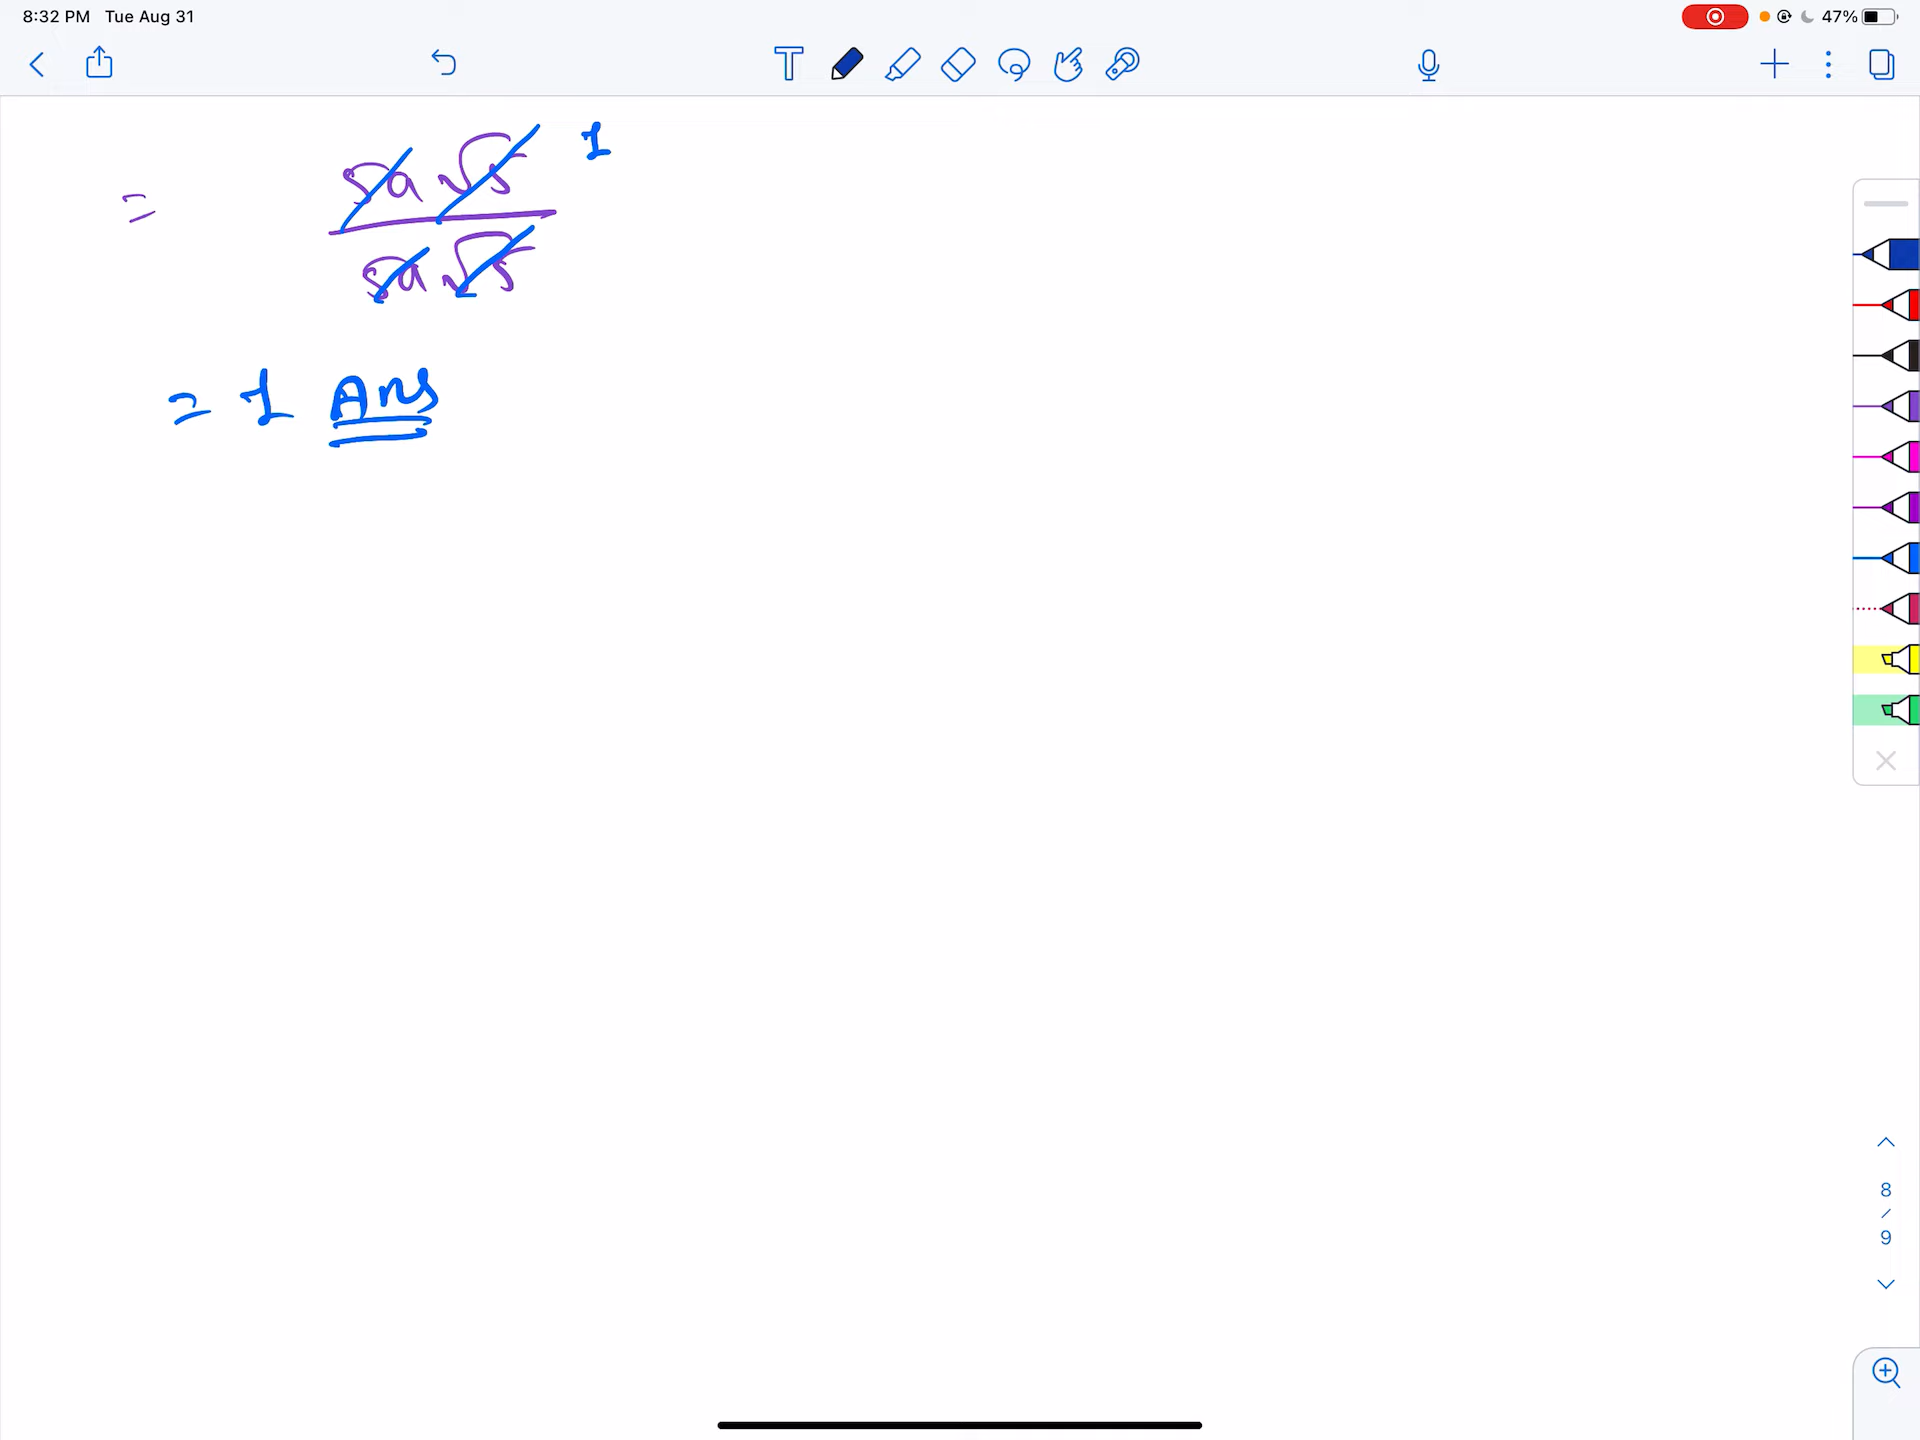 8:32 PM Tue Aug 31
47%
= 5a√5 / 5a√5 1
= 1 Ans
8
/
9